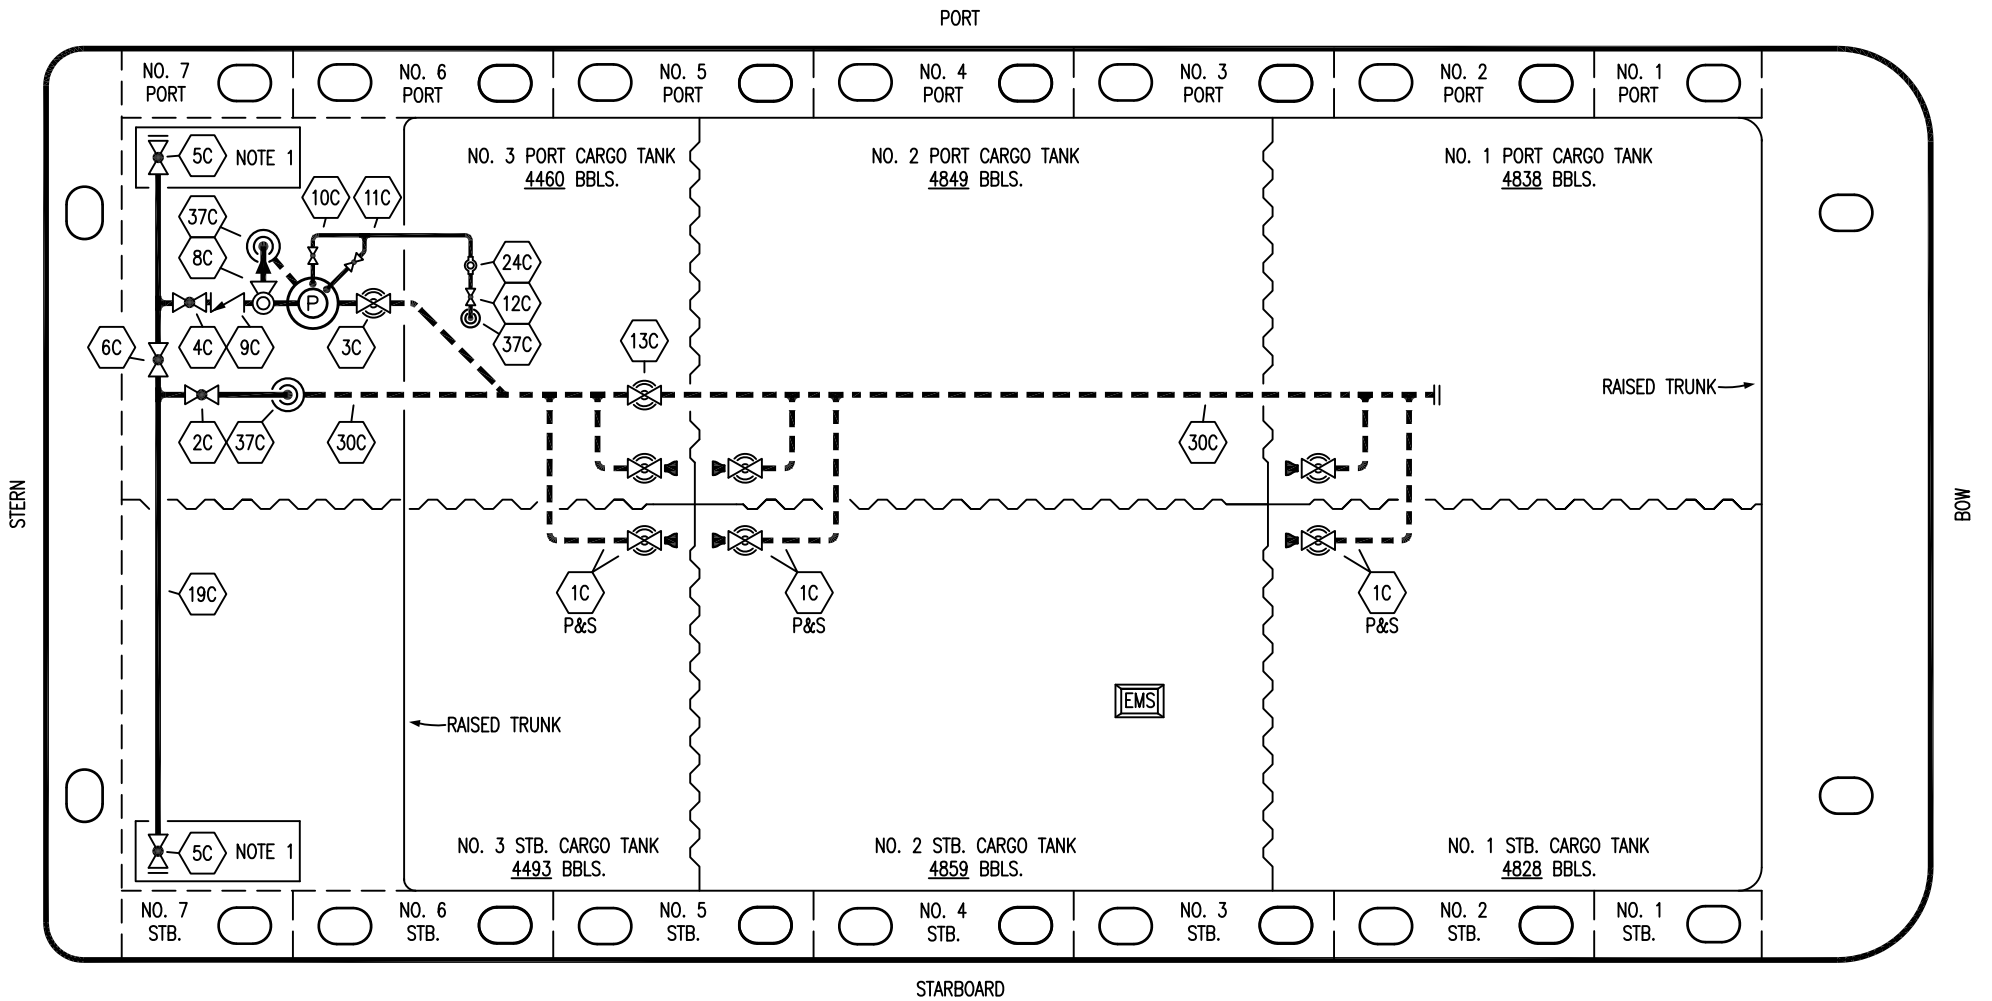 PORT
NO. 7
PORT
NO. 6
PORT
NO. 5
PORT
NO. 4
PORT
NO. 3
PORT
NO. 2
PORT
NO. 1
PORT
5C
NOTE 1
NO. 3 PORT CARGO TANK
4460 BBLS.
NO. 2 PORT CARGO TANK
4849 BBLS.
NO. 1 PORT CARGO TANK
4838 BBLS.
10C
11C
37C
8C
24C
12C
37C
P
6C
4C
9C
3C
13C
RAISED TRUNK
2C
37C
30C
30C
STERN
BOW
19C
1C
P&S
1C
P&S
1C
P&S
EMS
RAISED TRUNK
5C
NOTE 1
NO. 3 STB. CARGO TANK
4493 BBLS.
NO. 2 STB. CARGO TANK
4859 BBLS.
NO. 1 STB. CARGO TANK
4828 BBLS.
NO. 7
STB.
NO. 6
STB.
NO. 5
STB.
NO. 4
STB.
NO. 3
STB.
NO. 2
STB.
NO. 1
STB.
STARBOARD